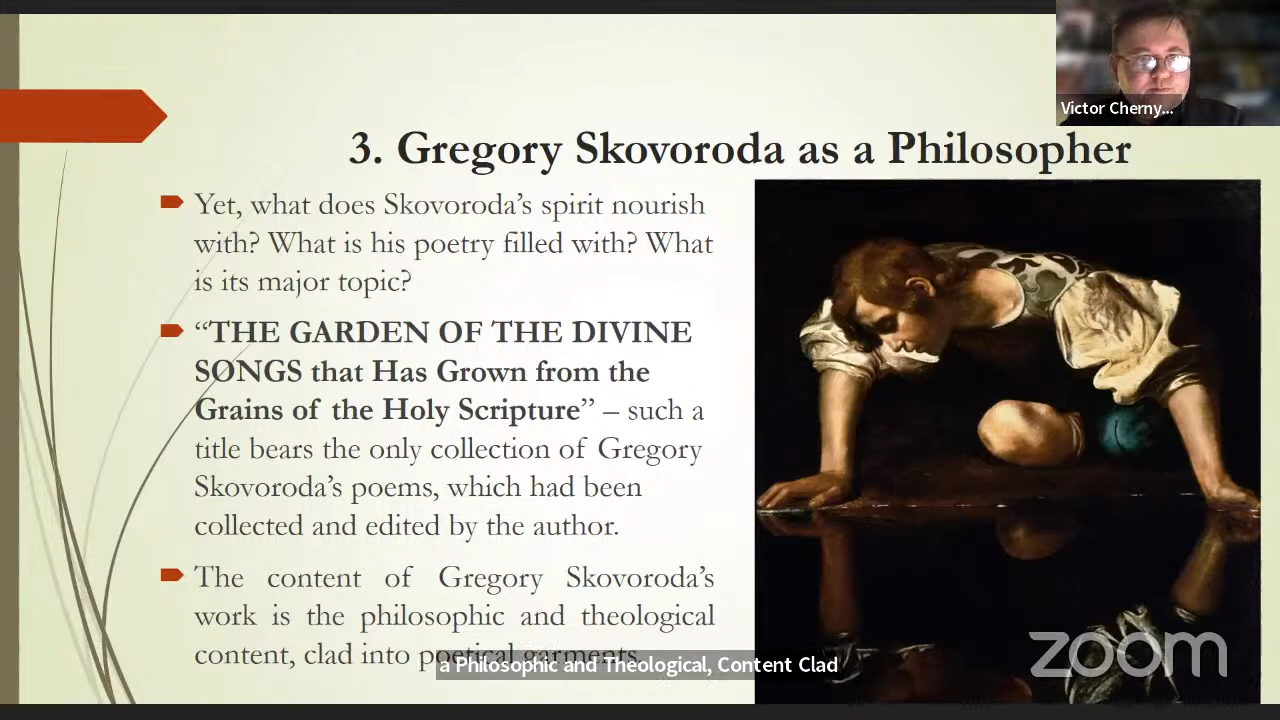 Victor Cherny...
3. Gregory Skovoroda as a Philosopher
Yet, what does Skovoroda's spirit nourish
with? What is his poetry filled with? What
is its major topic?
“THE GARDEN OF THE DIVINE
SONGS that Has Grown from the
Grains of the Holy Scripture” – such a
title bears the only collection of Gregory
Skovoroda's poems, which had been
collected and edited by the author.
The content of Gregory Skovoroda's
work is the philosophic and theological
content, clad into poetical garments.
a Philosophic and Theological, Content Clad
zoom